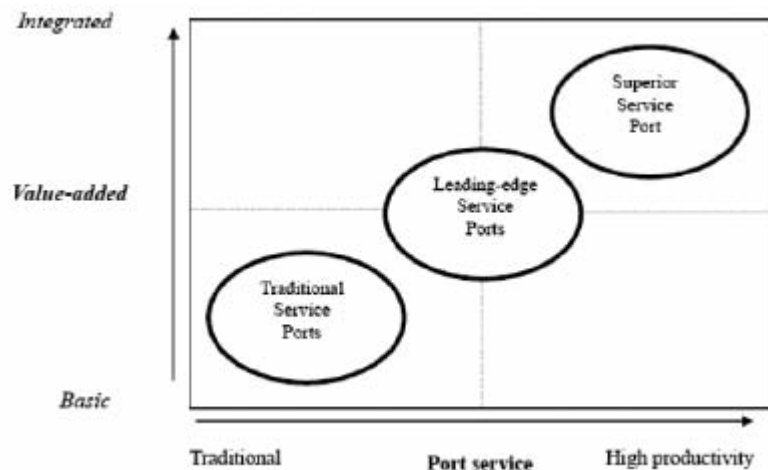 Integrated
Superior
Service
Port
Value-added
Leading-edge
Service
Ports
Traditional
Service
Ports
Basic
Traditional
Port service
High productivity